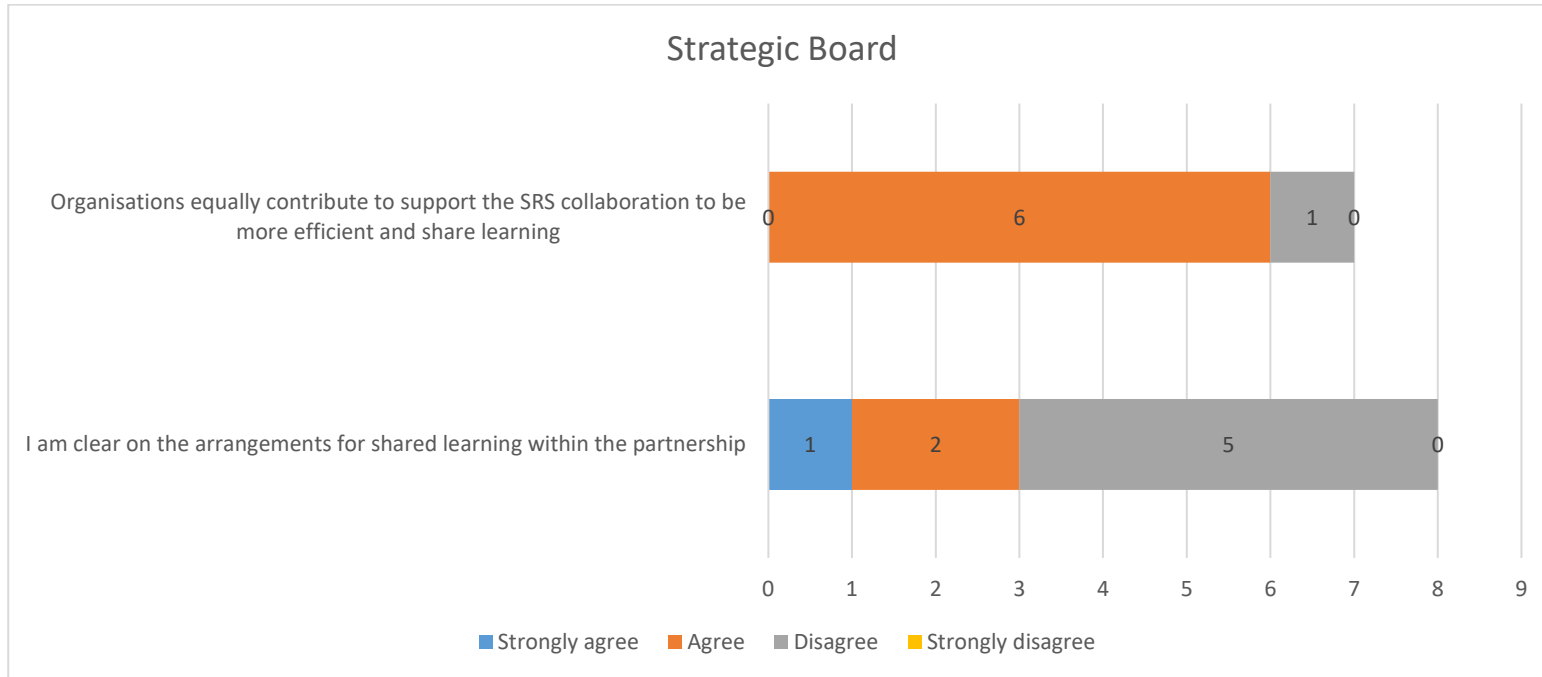 Strategic Board
Organisations equally contribute to support the SRS collaboration to be
more efficient and share learning
0 6 1 0
I am clear on the arrangements for shared learning within the partnership
1 2 5 0
0 1 2 3 4 5 6 7 8 9
Strongly agree Agree Disagree Strongly disagree